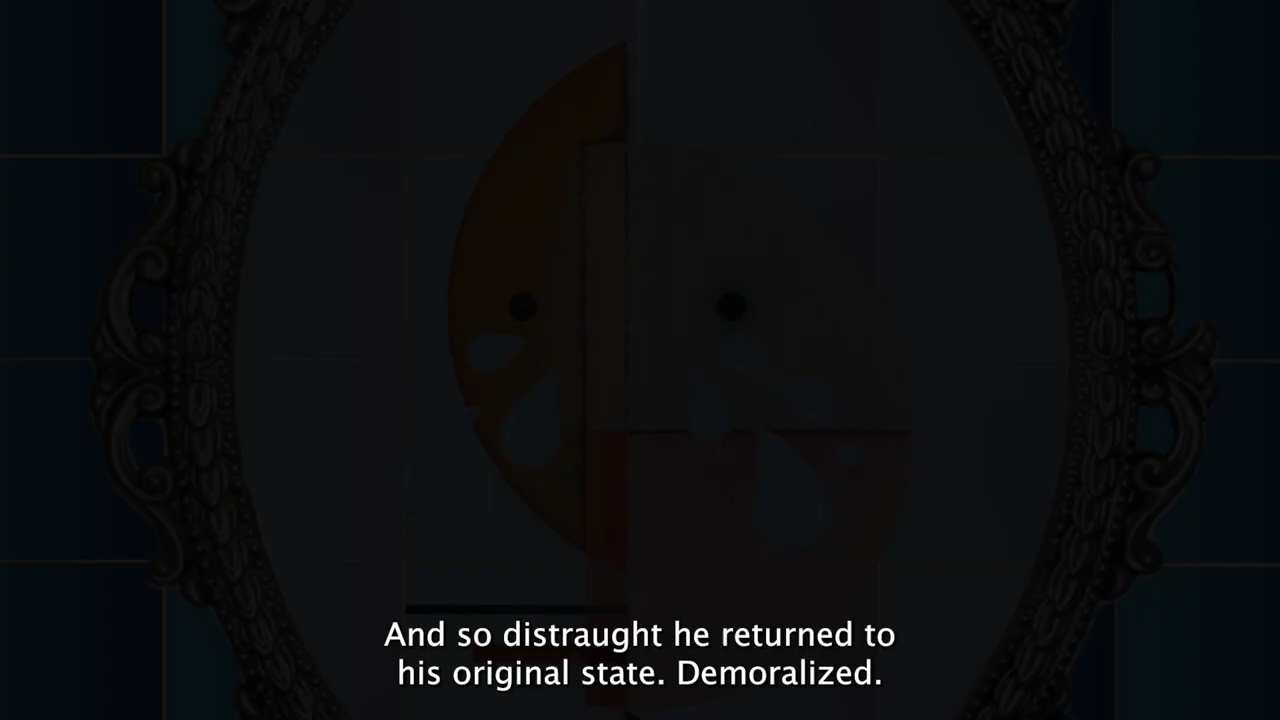 And so distraught he returned to
his original state. Demoralized.